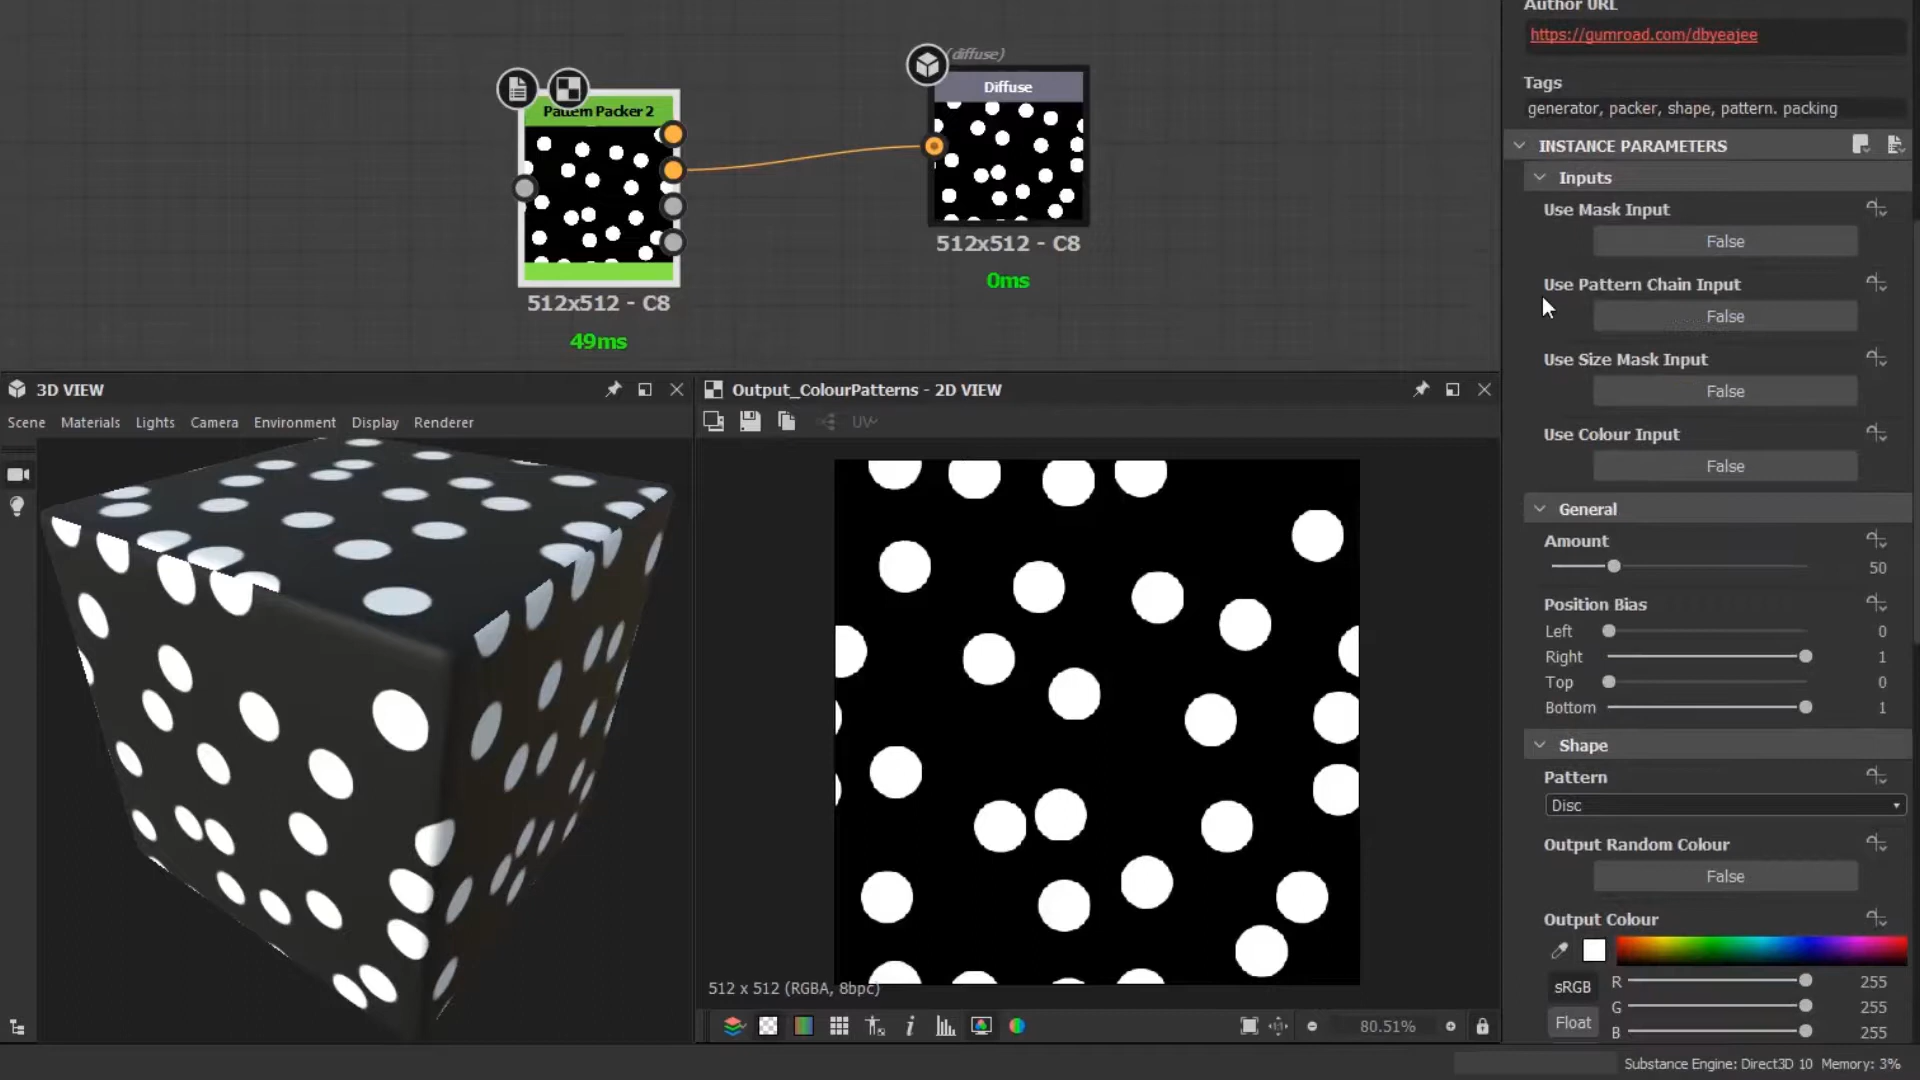 Author URL
https://gumroad.com/dbyeajee
Tags
generator, packer, shape, pattern. packing
(diffuse)
Diffuse
Pattern Packer 2
512x512 - C8
49ms
512x512 - C8
0ms
INSTANCE PARAMETERS
Inputs
Use Mask Input
False
Use Pattern Chain Input
False
Use Size Mask Input
False
Use Colour Input
False
General
Amount
50
Position Bias
Left 0
Right 1
Top 0
Bottom 1
Shape
Pattern
Disc
Output Random Colour
False
Output Colour
sRGB
Float
R 255
G 255
B 255
3D VIEW
Scene Materials Lights Camera Environment Display Renderer
Output_ColourPatterns - 2D VIEW
UV
512 x 512 (RGBA, 8bpc)
80.51%
Substance Engine: Direct3D 10 Memory: 3%